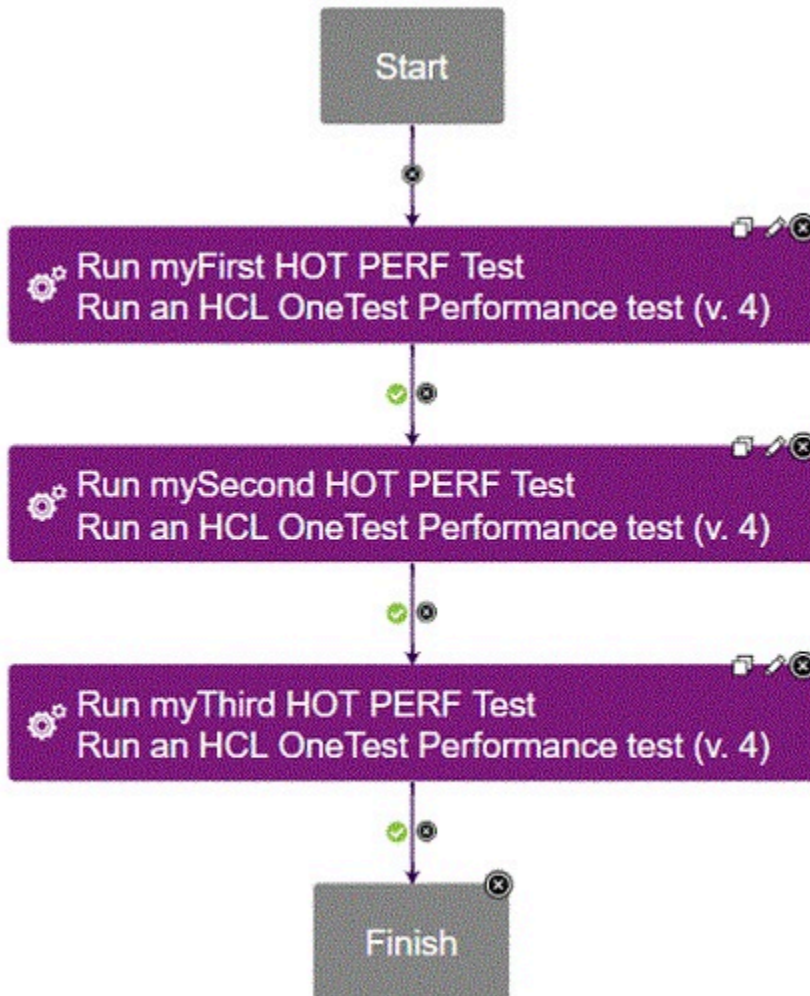 Start
Run myFirst HOT PERF Test
Run an HCL OneTest Performance test (v. 4)
Run mySecond HOT PERF Test
Run an HCL OneTest Performance test (v. 4)
Run myThird HOT PERF Test
Run an HCL OneTest Performance test (v. 4)
Finish